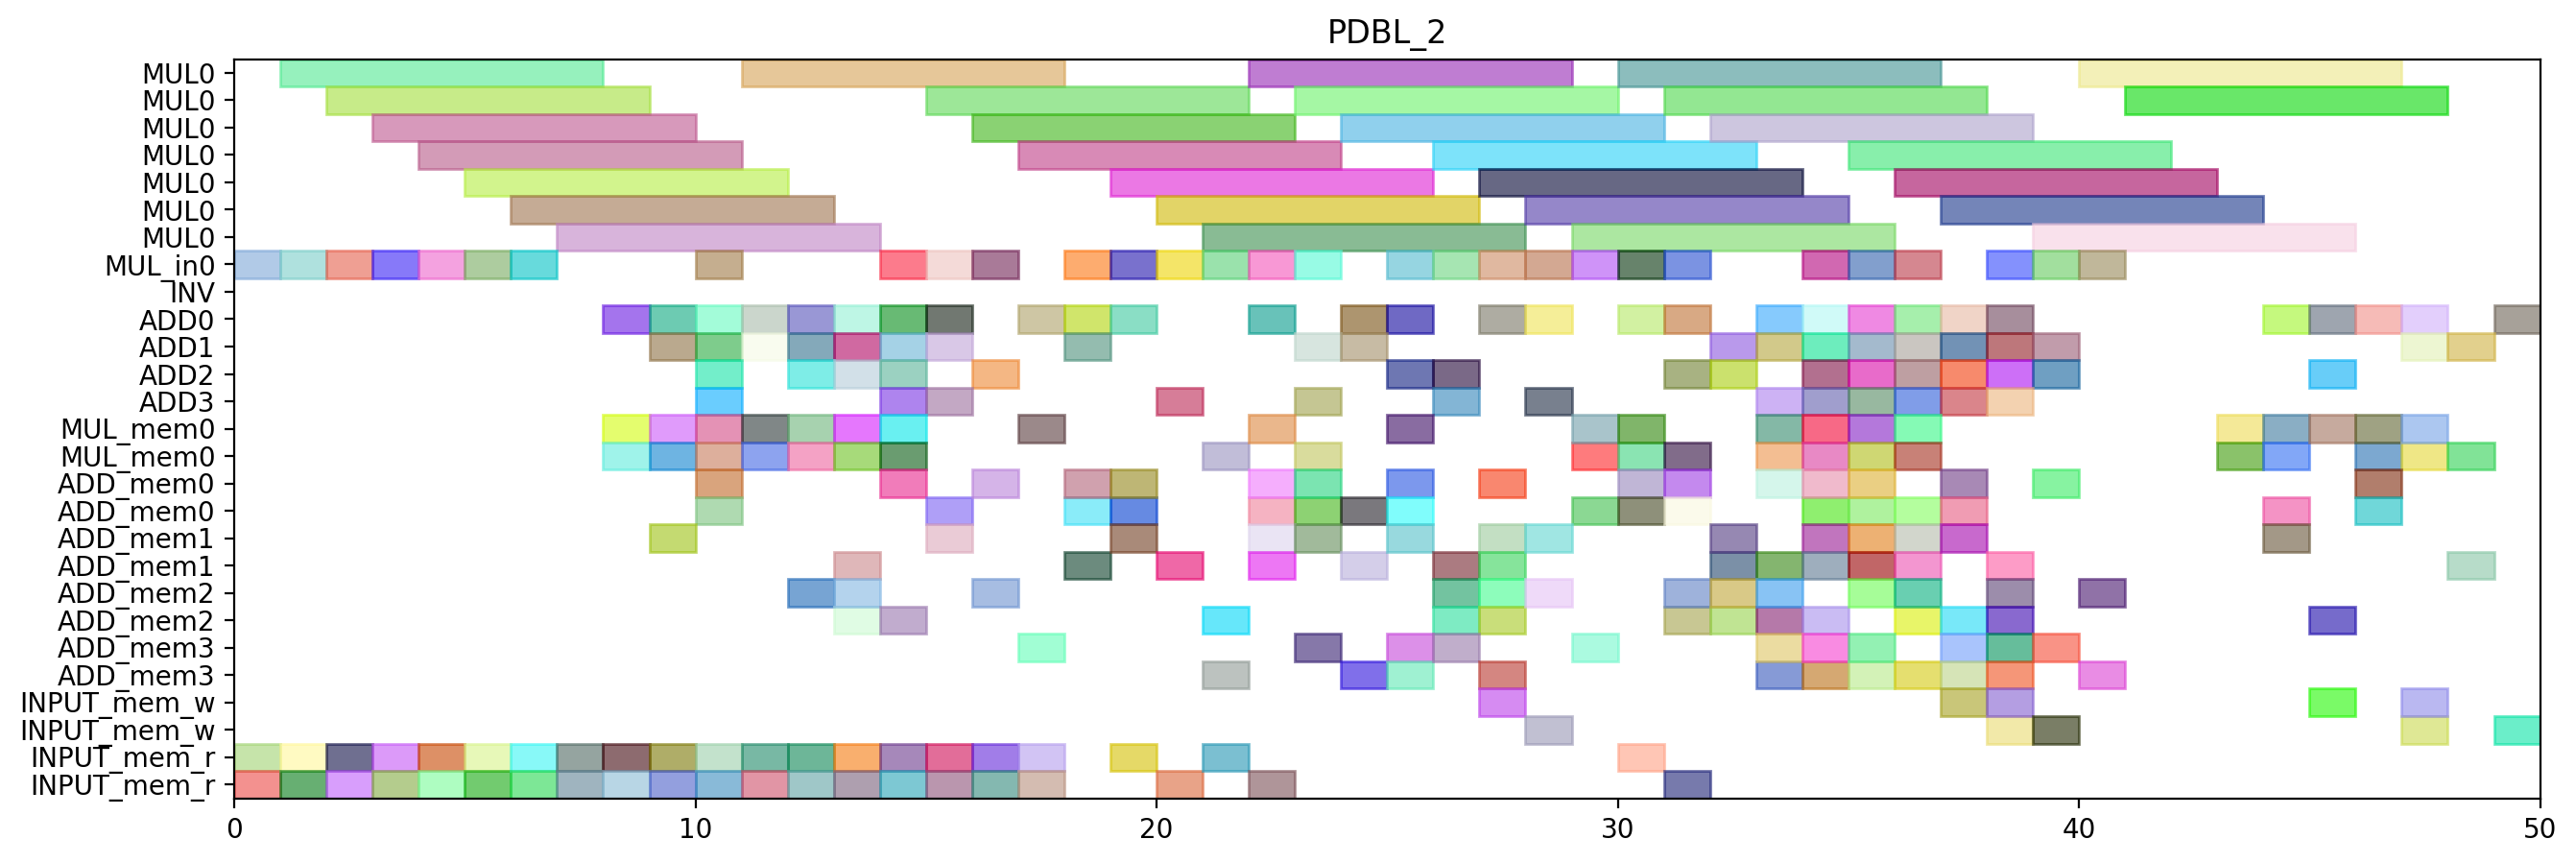 PDBL_2
MUL0
MUL0
MUL0
MUL0
MUL0
MUL0
MUL0
MUL_in0
INV
ADD0
ADD1
ADD2
ADD3
MUL_mem0
MUL_mem0
ADD_mem0
ADD_mem0
ADD_mem1
ADD_mem1
ADD_mem2
ADD_mem2
ADD_mem3
ADD_mem3
INPUT_mem_w
INPUT_mem_w
INPUT_mem_r
INPUT_mem_r
0 10 20 30 40 50